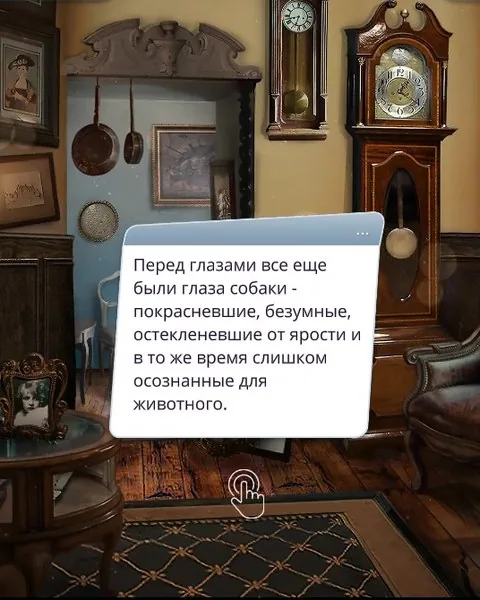 ...
Перед глазами все еще
были глаза собаки -
покрасневшие, безумные,
остекленевшие от ярости и
в то же время слишком
осознанные для
животного.